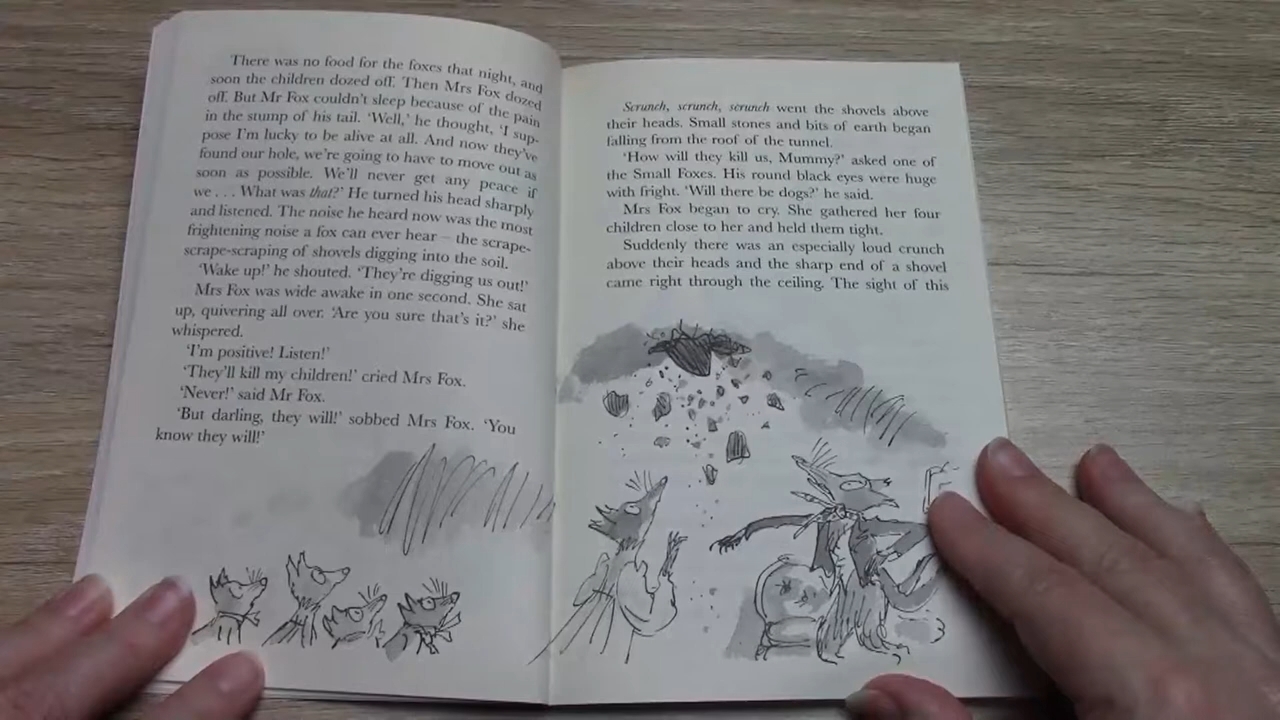 There was no food for the foxes that night, and
soon the children dozed off. Then Mrs Fox dozed
off. But Mr Fox couldn't sleep because of the pain
in the stump of his tail. ‘Well,’ he thought, ‘I sup-
pose I'm lucky to be alive at all. And now they've
found our hole, we're going to have to move out as
soon as possible. We'll never get any peace if
we . . . What was that?’ He turned his head sharply
and listened. The noise he heard now was the most
frightening noise a fox can ever hear – the scrape-
scrape-scraping of shovels digging into the soil.
‘Wake up!’ he shouted. ‘They're digging us out!’
Mrs Fox was wide awake in one second. She sat
up, quivering all over. ‘Are you sure that's it?’ she
whispered.
‘I'm positive! Listen!’
‘They'll kill my children!’ cried Mrs Fox.
‘Never!’ said Mr Fox.
‘But darling, they will!’ sobbed Mrs Fox. ‘You
know they will!’
Scrunch, scrunch, scrunch went the shovels above
their heads. Small stones and bits of earth began
falling from the roof of the tunnel.
‘How will they kill us, Mummy?’ asked one of
the Small Foxes. His round black eyes were huge
with fright. ‘Will there be dogs?’ he said.
Mrs Fox began to cry. She gathered her four
children close to her and held them tight.
Suddenly there was an especially loud crunch
above their heads and the sharp end of a shovel
came right through the ceiling. The sight of this